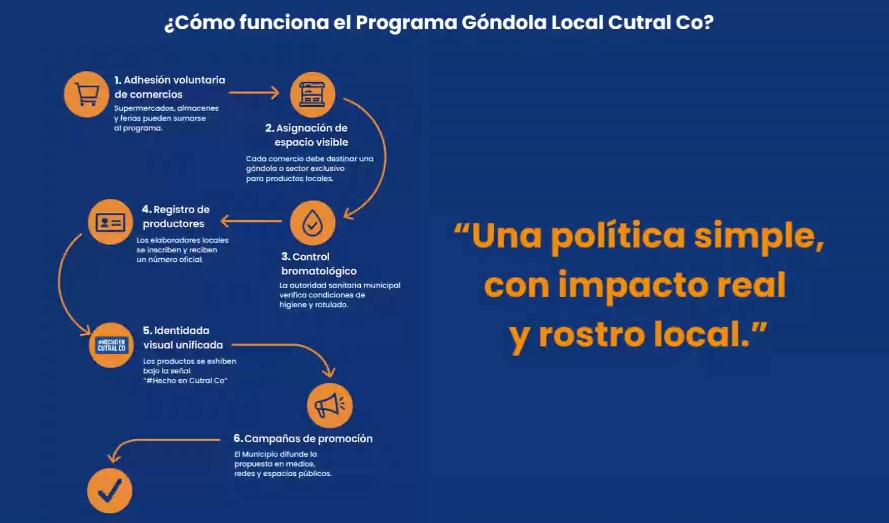 ¿Cómo funciona el Programa Góndola Local Cutral Co?
1. Adhesión voluntaria
de comercios
Supermercados, almacenes
y ferias pueden sumarse
al programa.
2. Asignación de
espacio visible
Cada comercio debe destinar una
góndola o sector exclusivo
para productos locales.
3. Control
bromatológico
La autoridad sanitaria municipal
verifica condiciones de
higiene y rotulado.
4. Registro de
productores
Los elaboradores locales
se inscriben y reciben
un número oficial.
5. Identidada
visual unificada
Los productos se exhiben
bajo la señal
"#Hecho en Cutral Co"
#HECHO EN
CUTRAL CO
6. Campañas de promoción
El Municipio difunde la
propuesta en medios,
redes y espacios públicos.
“Una política simple,
con impacto real
y rostro local.”